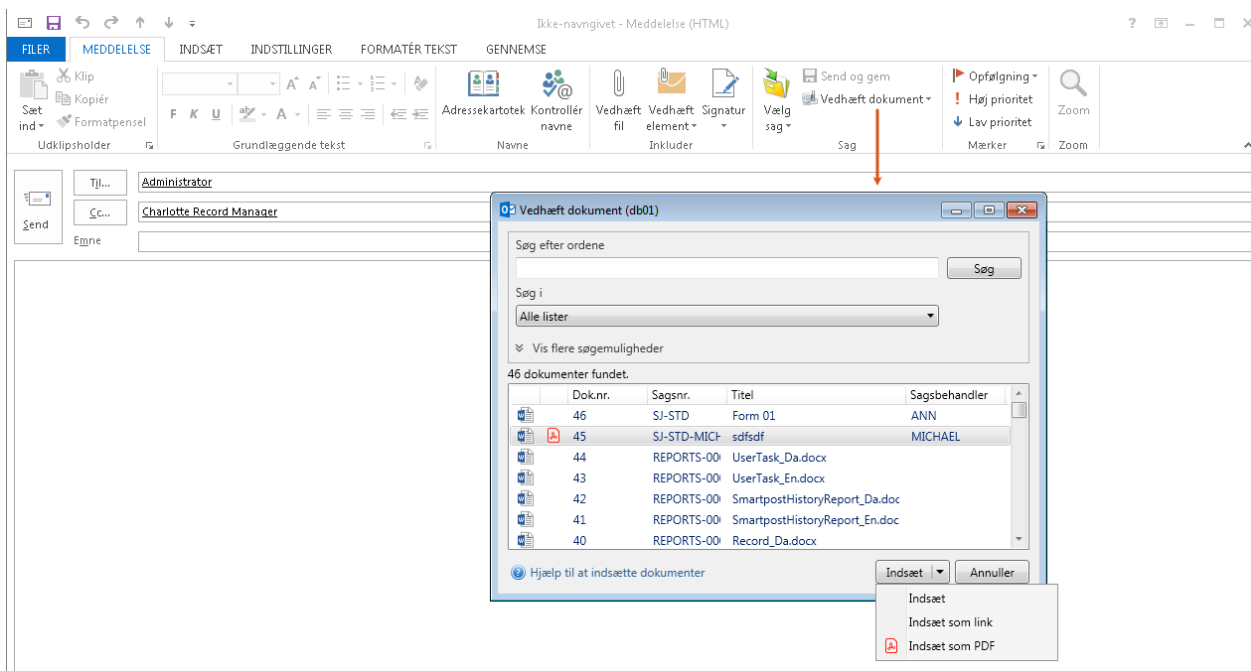 Ikke-navngivet - Meddelelse (HTML)
FILER MEDDELELSE INDSÆT INDSTILLINGER FORMATÉR TEKST GENNEMSE
Sæt ind
Klip
Kopiér
Formatpensel
Udklipsholder
F K U
Grundlæggende tekst
Adressekartotek
Kontrollér navne
Navne
Vedhæft fil
Vedhæft element
Signatur
Inkluder
Vælg sag
Send og gem
Vedhæft dokument
Sag
Opfølgning
Høj prioritet
Lav prioritet
Mærker
Zoom
Zoom
Send
Til... Administrator
Cc... Charlotte Record Manager
Emne
Vedhæft dokument (db01)
Søg efter ordene
Søg
Søg i
Alle lister
Vis flere søgemuligheder
46 dokumenter fundet.
Dok.nr. Sagsnr. Titel Sagsbehandler
46 SJ-STD Form 01 ANN
45 SJ-STD-MICH sdfsdf MICHAEL
44 REPORTS-00 UserTask_Da.docx
43 REPORTS-00 UserTask_En.docx
42 REPORTS-00 SmartpostHistoryReport_Da.doc
41 REPORTS-00 SmartpostHistoryReport_En.doc
40 REPORTS-00 Record_Da.docx
Hjælp til at indsætte dokumenter
Indsæt Annuller
Indsæt
Indsæt som link
Indsæt som PDF